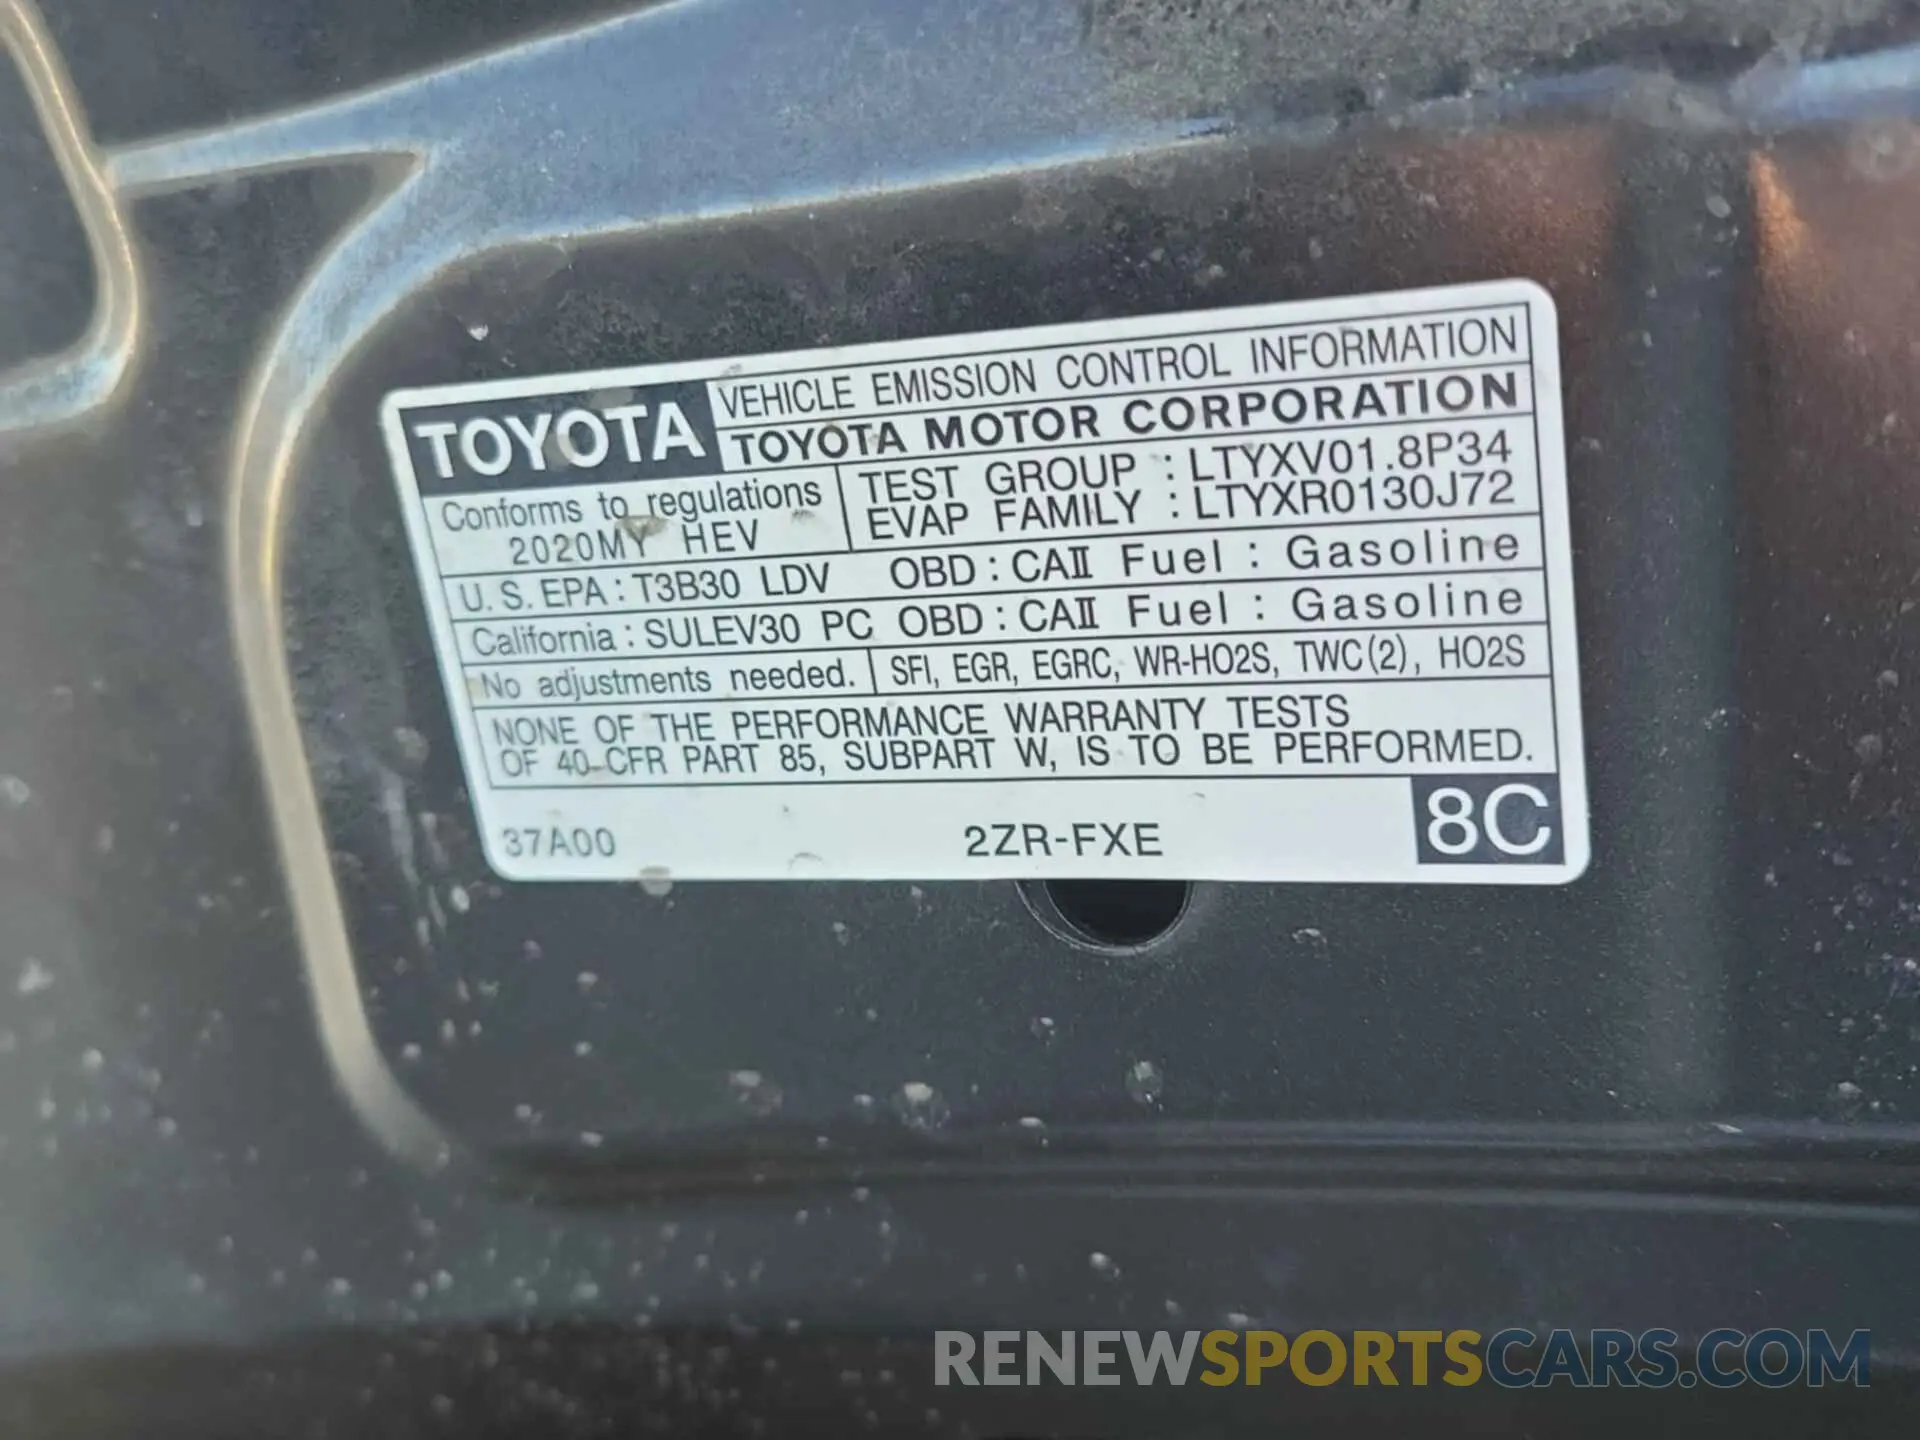 TOYOTA
VEHICLE EMISSION CONTROL INFORMATION
TOYOTA MOTOR CORPORATION
Conforms to regulations
2020MY HEV
TEST GROUP : LTYXV01.8P34
EVAP FAMILY : LTYXR0130J72
U.S. EPA : T3B30 LDV OBD : CAⅡ Fuel : Gasoline
California : SULEV30 PC OBD : CAⅡ Fuel : Gasoline
No adjustments needed.
SFI, EGR, EGRC, WR-HO2S, TWC(2), HO2S
NONE OF THE PERFORMANCE WARRANTY TESTS
OF 40 CFR PART 85, SUBPART W, IS TO BE PERFORMED.
37A00 2ZR-FXE 8C
RENEWSPORTSCARS.COM